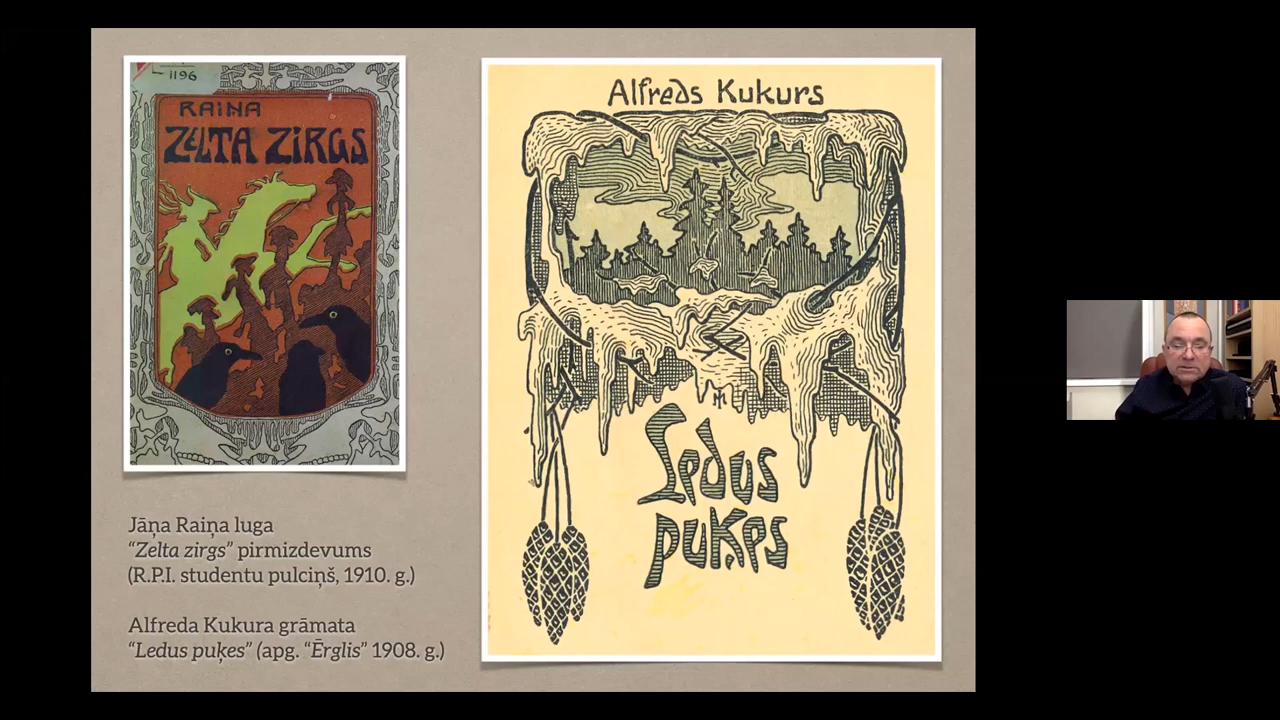 1196
RAIŅA
ZELTA ZIRGS
Alfreds Kukurs
Ledus
puķes
Jāņa Raiņa luga
“Zelta zirgs” pirmizdevums
(R.P.I. studentu pulciņš, 1910. g.)
Alfreda Kukura grāmata
“Ledus puķes” (apg. “Ērglis” 1908. g.)